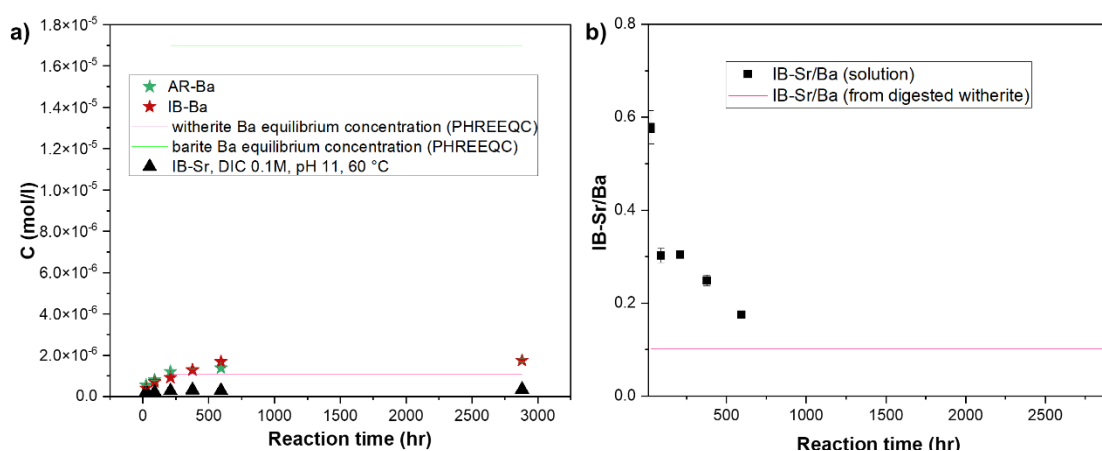 a)
1.8×10⁻⁵
1.6×10⁻⁵
1.4×10⁻⁵
1.2×10⁻⁵
1.0×10⁻⁵
8.0×10⁻⁶
6.0×10⁻⁶
4.0×10⁻⁶
2.0×10⁻⁶
0.0
C (mol/l)
AR-Ba
IB-Ba
witherite Ba equilibrium concentration (PHREEQC)
barite Ba equilibrium concentration (PHREEQC)
IB-Sr, DIC 0.1M, pH 11, 60 °C
0 500 1000 1500 2000 2500 3000
Reaction time (hr)
b)
0.8
0.6
0.4
0.2
0.0
IB-Sr/Ba
IB-Sr/Ba (solution)
IB-Sr/Ba (from digested witherite)
500 1000 1500 2000 2500
Reaction time (hr)